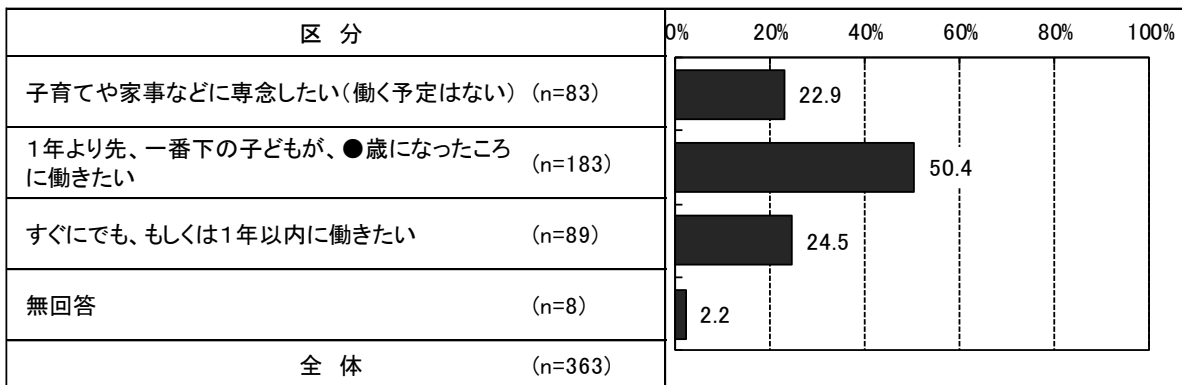 区 分
0% 20% 40% 60% 80% 100%
子育てや家事などに専念したい（働く予定はない） (n=83)
22.9
１年より先、一番下の子どもが、●歳になったころ
に働きたい
(n=183)
50.4
すぐにでも、もしくは１年以内に働きたい (n=89)
24.5
無回答 (n=8)
2.2
全 体 (n=363)